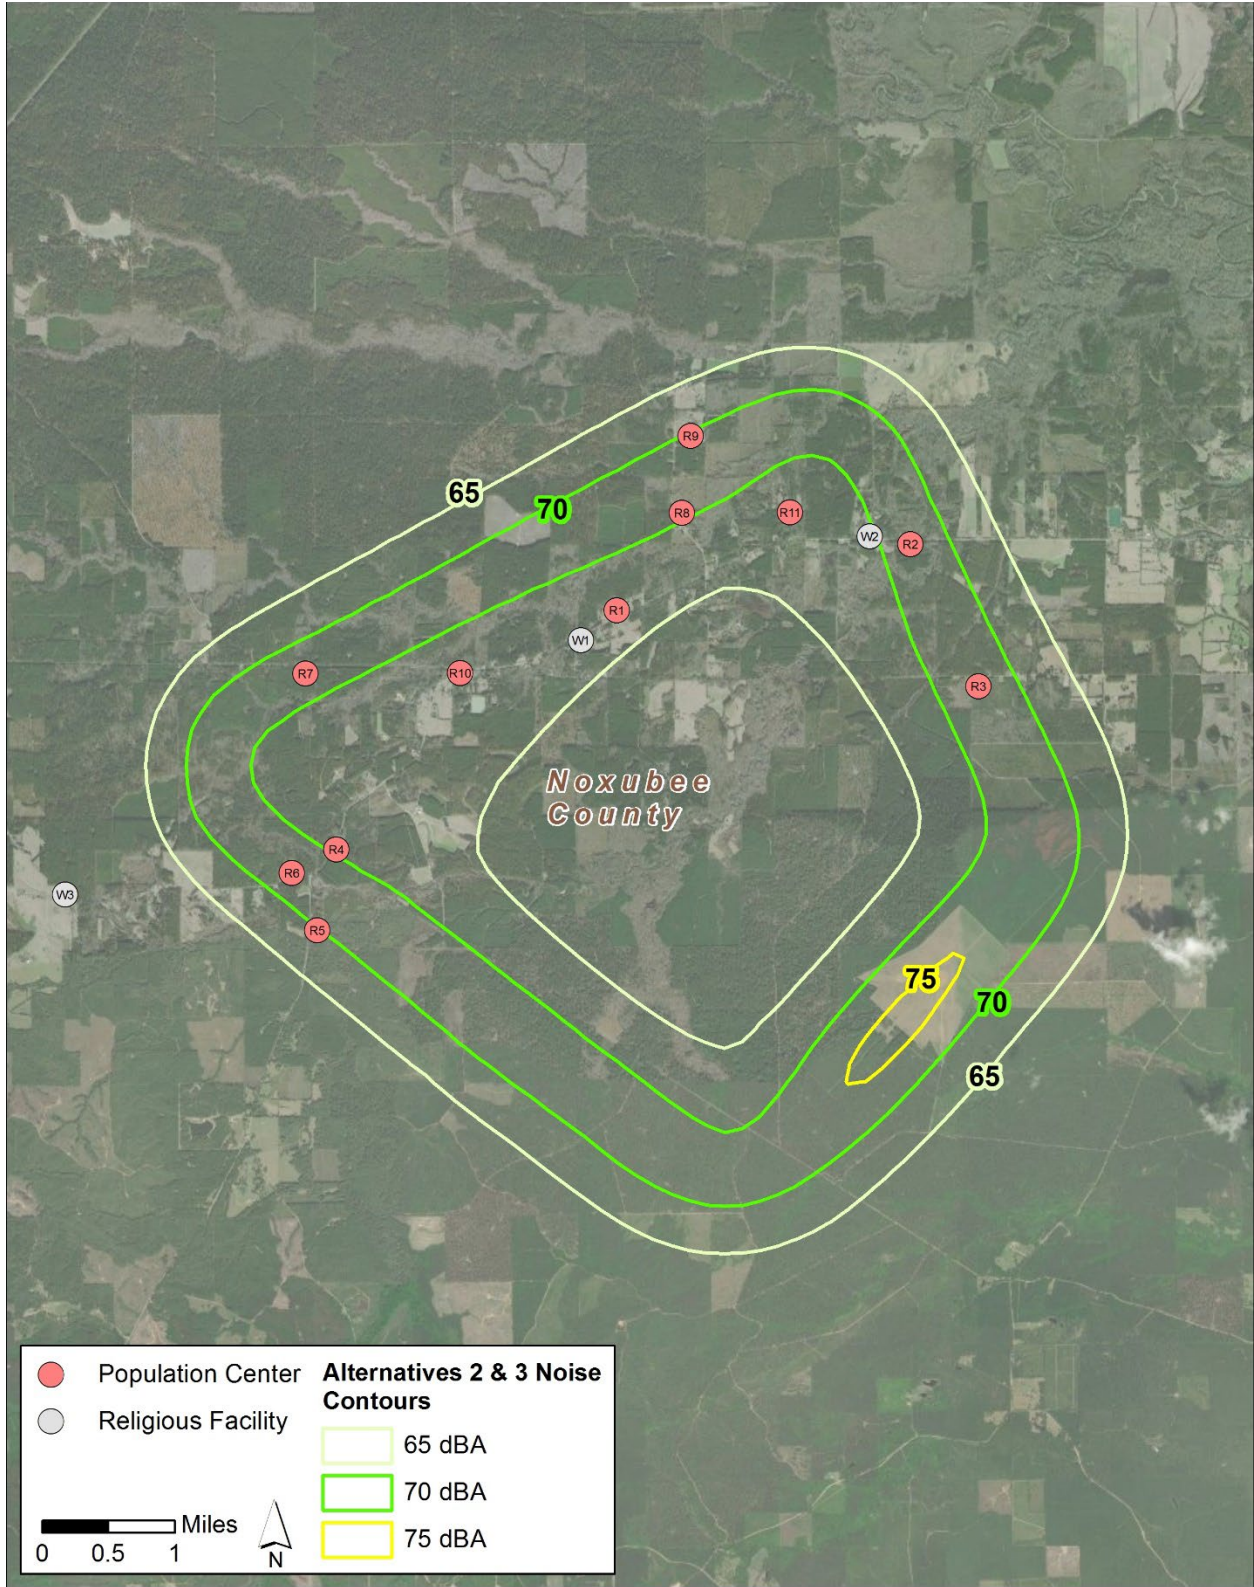 R9
65
70
R8
R11
W2
R2
R1
W1
R7
R10
R3
Noxubee
County
R4
R6
W3
R5
75
70
65
Population Center
Religious Facility
Alternatives 2 & 3 Noise
Contours
65 dBA
70 dBA
75 dBA
Miles
0 0.5 1
N